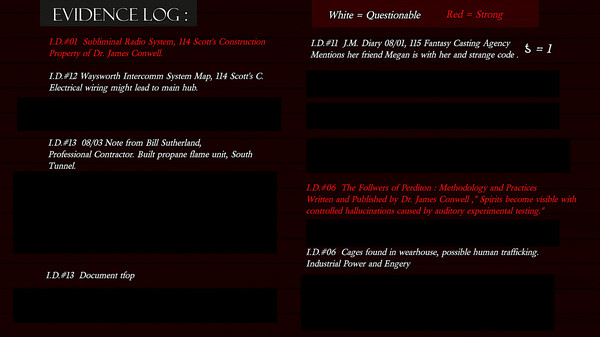 EVIDENCE LOG :
White = Questionable
Red = Strong
I.D.#01 Subliminal Radio System, 114 Scott's Construction
Property of Dr. James Conwell.
I.D.#12 Waysworth Intercomm System Map, 114 Scott's C.
Electrical wiring might lead to main hub.
I.D.#13 08/03 Note from Bill Sutherland,
Professional Contractor. Built propane flame unit, South
Tunnel.
I.D.#13 Document tfop
I.D.#11 J.M. Diary 08/01, 115 Fantasy Casting Agency
Mentions her friend Megan is with her and strange code .
= 1
I.D.#06 The Follwers of Perditon ; Methodology and Practices
Written and Published by Dr. James Conwell ," Spirits become visible with
controlled hallucinations caused by auditory experimental testing."
I.D.#06 Cages found in wearhouse, possible human trafficking.
Industrial Power and Engery